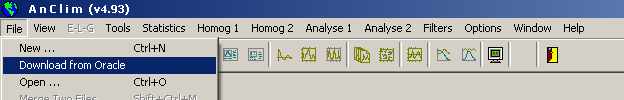 AnClim (v4.93)
File View E-L-G Tools Statistics Homog 1 Homog 2 Analyse 1 Analyse 2 Filters Options Window Help
New ... Ctrl+N
Download from Oracle
Open ... Ctrl+O
Merge Two Files Shift+Ctrl+M